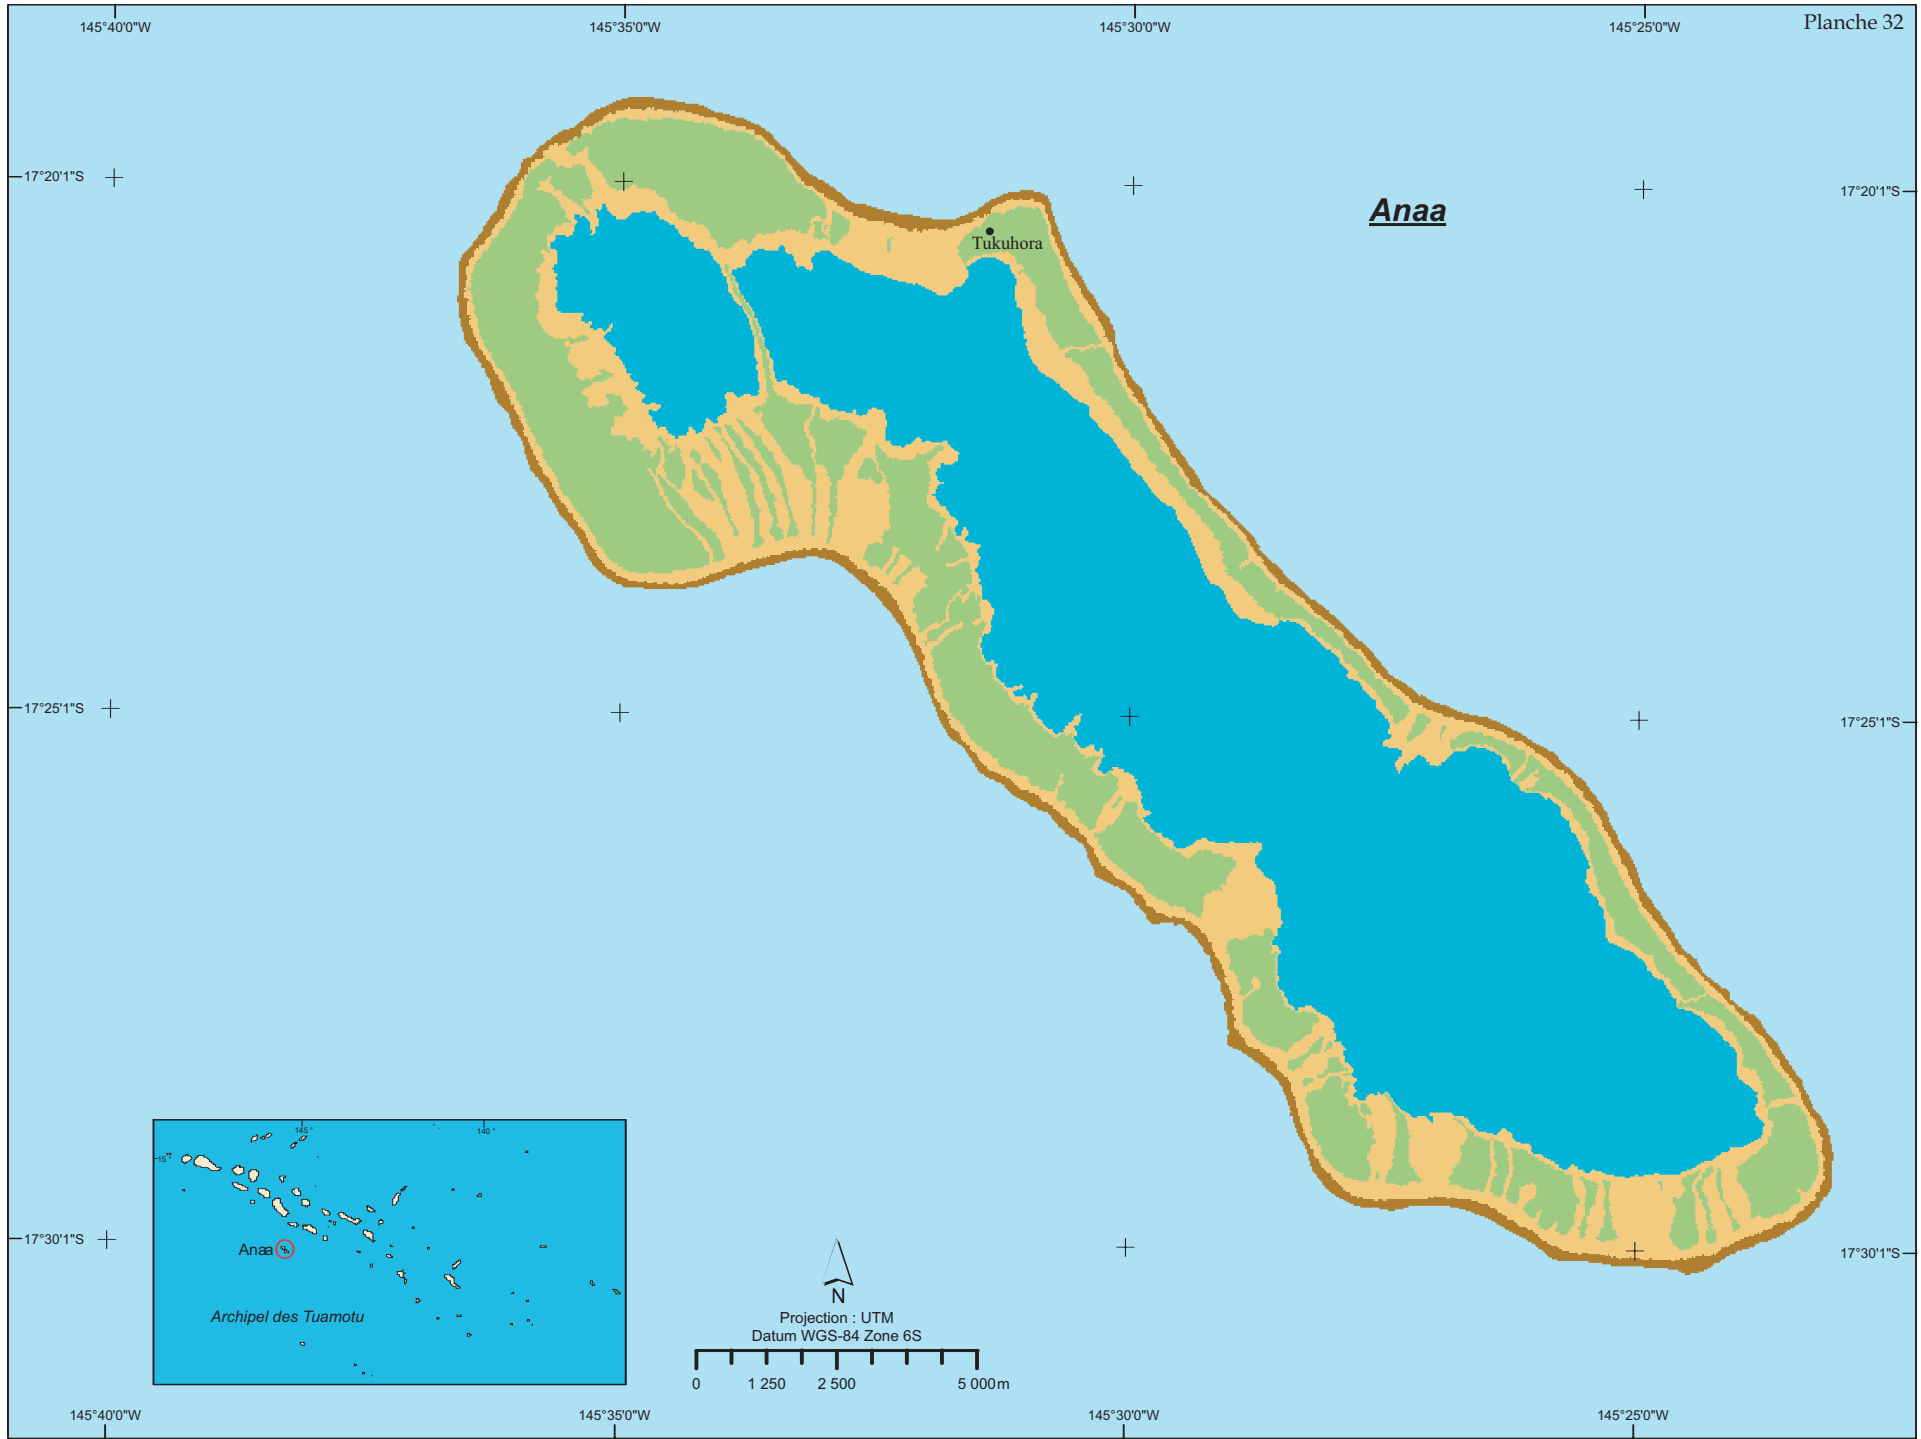 145°40'0"W 145°35'0"W 145°30'0"W 145°25'0"W
Planche 32
17°20'1"S 17°20'1"S
Anaa
Tukuhora
17°25'1"S 17°25'1"S
145° 140°
15°
Anaa
Archipel des Tuamotu
17°30'1"S 17°30'1"S
N
Projection : UTM
Datum WGS-84 Zone 6S
0 1 250 2 500 5 000m
145°40'0"W 145°35'0"W 145°30'0"W 145°25'0"W